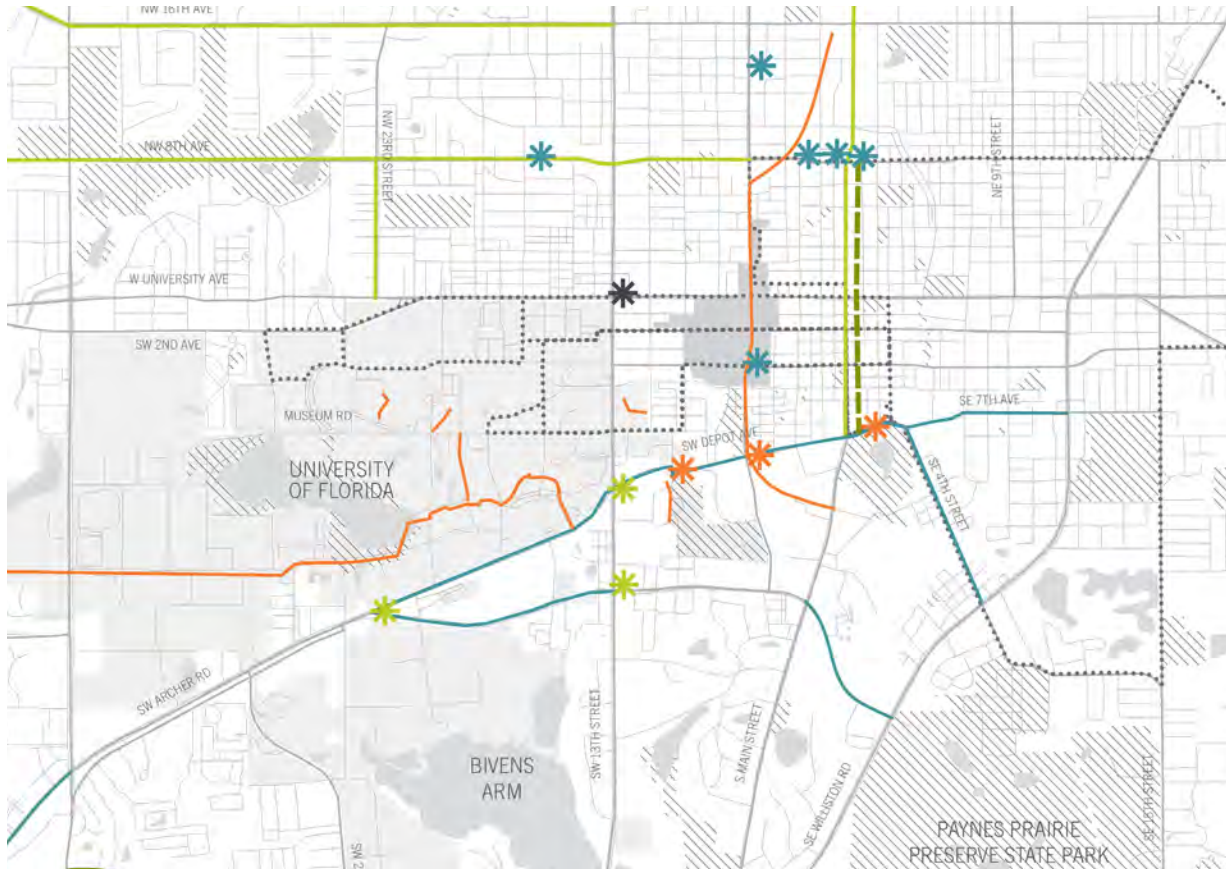 NW 16TH AVE
NW 23RD STREET
NW 8TH AVE
NE 9TH STREET
W UNIVERSITY AVE
SW 2ND AVE
MUSEUM RD
SE 7TH AVE
SW DEPOT AVE
UNIVERSITY
OF FLORIDA
SE 4TH STREET
SW ARCHER RD
SW 13TH STREET
S MAIN STREET
BIVENS
ARM
SE WILLISTON RD
SE 15TH STREET
PAYNES PRAIRIE
PRESERVE STATE PARK